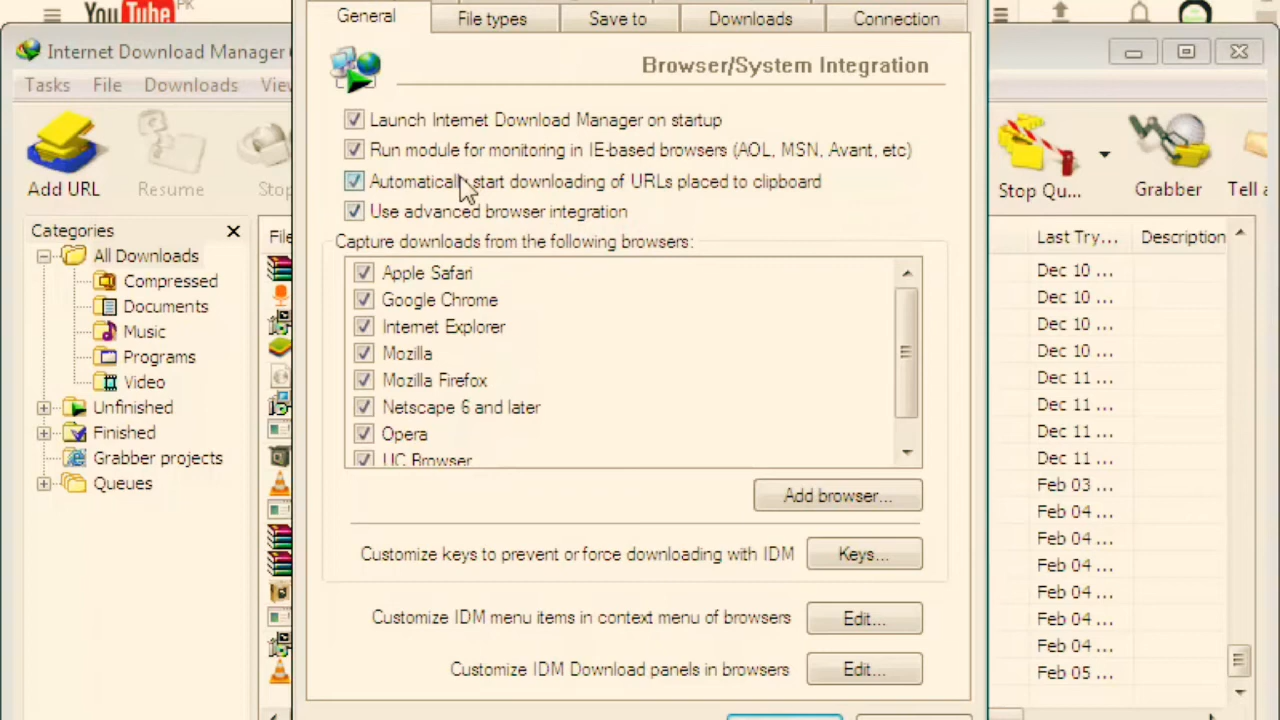 YouTube PK
Internet Download Manager
Tasks File Downloads
Add URL
Resume
Stop Qu...
Grabber
Categories
All Downloads
Compressed
Documents
Music
Programs
Video
Unfinished
Finished
Grabber projects
Queues
General File types Save to Downloads Connection
Browser/System Integration
Launch Internet Download Manager on startup
Run module for monitoring in IE-based browsers (AOL, MSN, Avant, etc)
Automatically start downloading of URLs placed to clipboard
Use advanced browser integration
Capture downloads from the following browsers:
Apple Safari
Google Chrome
Internet Explorer
Mozilla
Mozilla Firefox
Netscape 6 and later
Opera
UC Browser
Add browser...
Customize keys to prevent or force downloading with IDM Keys...
Customize IDM menu items in context menu of browsers Edit...
Customize IDM Download panels in browsers Edit...
Last Try... Description
Dec 10 ...
Dec 10 ...
Dec 10 ...
Dec 10 ...
Dec 11 ...
Dec 11 ...
Dec 11 ...
Dec 11 ...
Feb 03 ...
Feb 04 ...
Feb 04 ...
Feb 04 ...
Feb 04 ...
Feb 04 ...
Feb 04 ...
Feb 05 ...